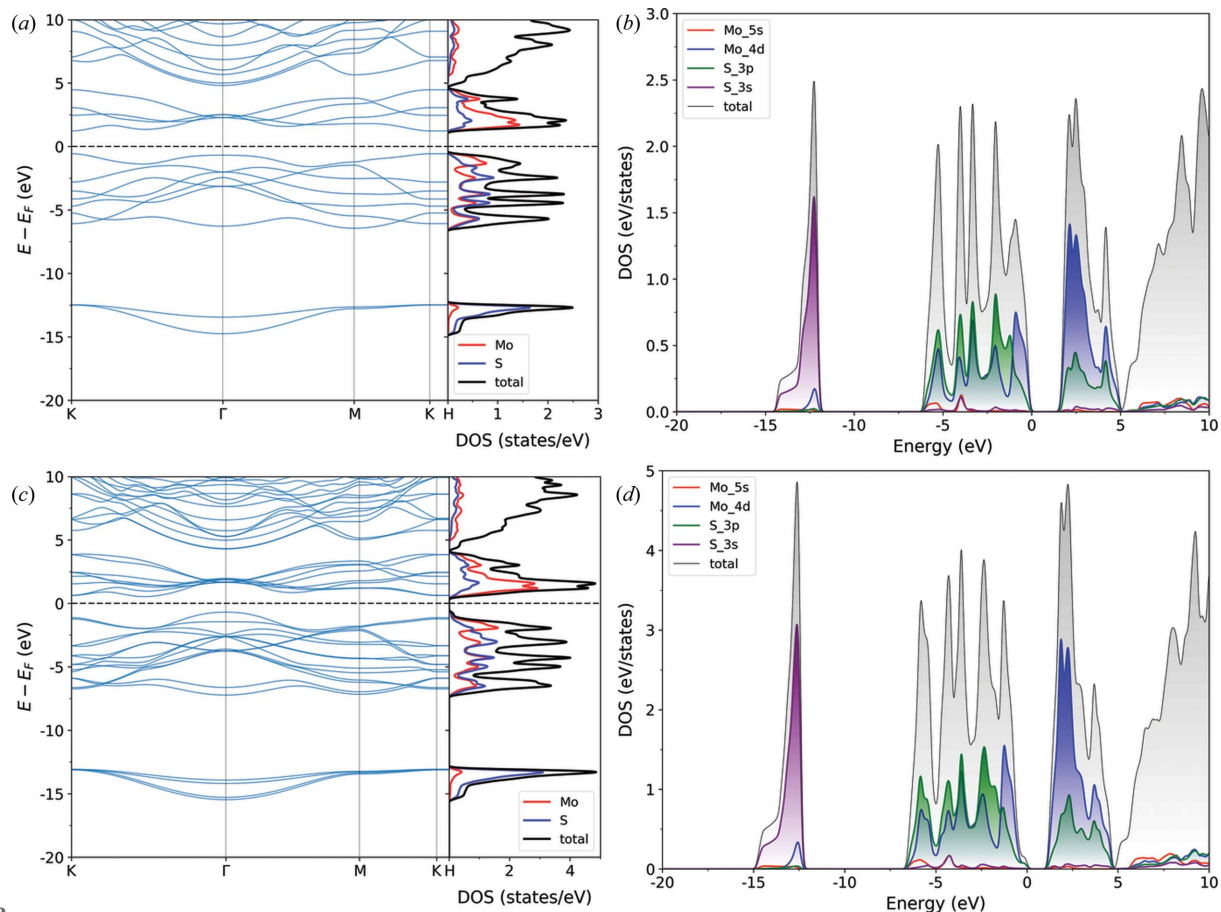 (a)
10
5
0
-5
-10
-15
-20
E − E_F (eV)
K Γ M K H 1 2 3
DOS (states/eV)
Mo
S
total
(b)
3.0
2.5
2.0
1.5
1.0
0.5
0.0
DOS (eV/states)
-20 -15 -10 -5 0 5 10
Energy (eV)
Mo_5s
Mo_4d
S_3p
S_3s
total
(c)
10
5
0
-5
-10
-15
-20
E − E_F (eV)
K Γ M K H 2 4
DOS (states/eV)
Mo
S
total
(d)
5
4
3
2
1
0
DOS (eV/states)
-20 -15 -10 -5 0 5 10
Energy (eV)
Mo_5s
Mo_4d
S_3p
S_3s
total